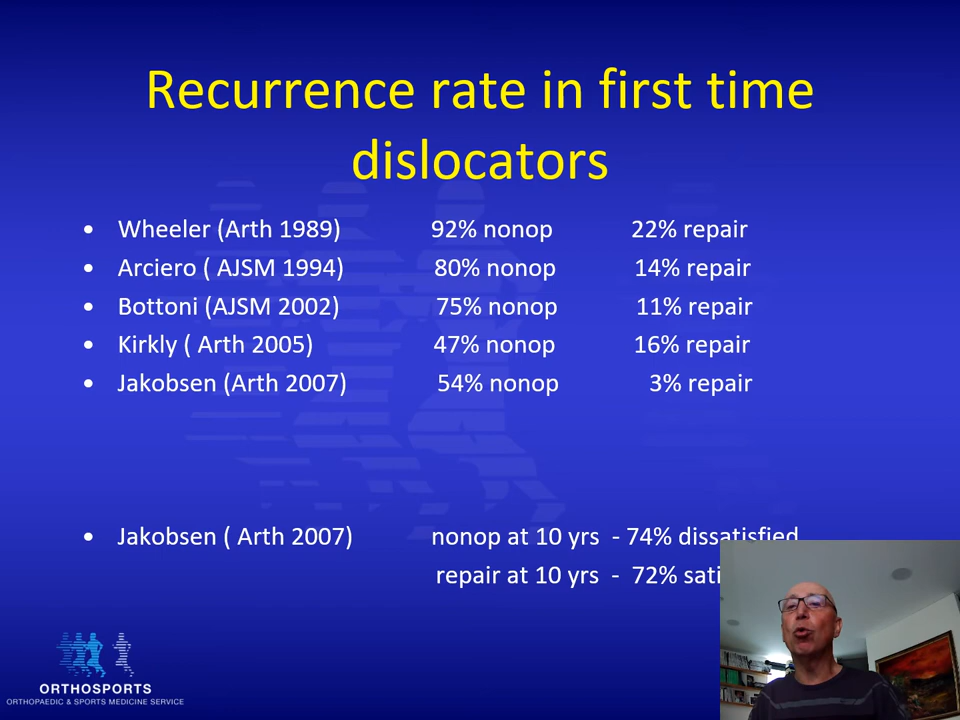 Recurrence rate in first time
dislocators
• Wheeler (Arth 1989) 92% nonop 22% repair
• Arciero ( AJSM 1994) 80% nonop 14% repair
• Bottoni (AJSM 2002) 75% nonop 11% repair
• Kirkly ( Arth 2005) 47% nonop 16% repair
• Jakobsen (Arth 2007) 54% nonop 3% repair
• Jakobsen ( Arth 2007) nonop at 10 yrs - 74% dissatisfied
repair at 10 yrs - 72%
ORTHOSPORTS
ORTHOPAEDIC & SPORTS MEDICINE SERVICE